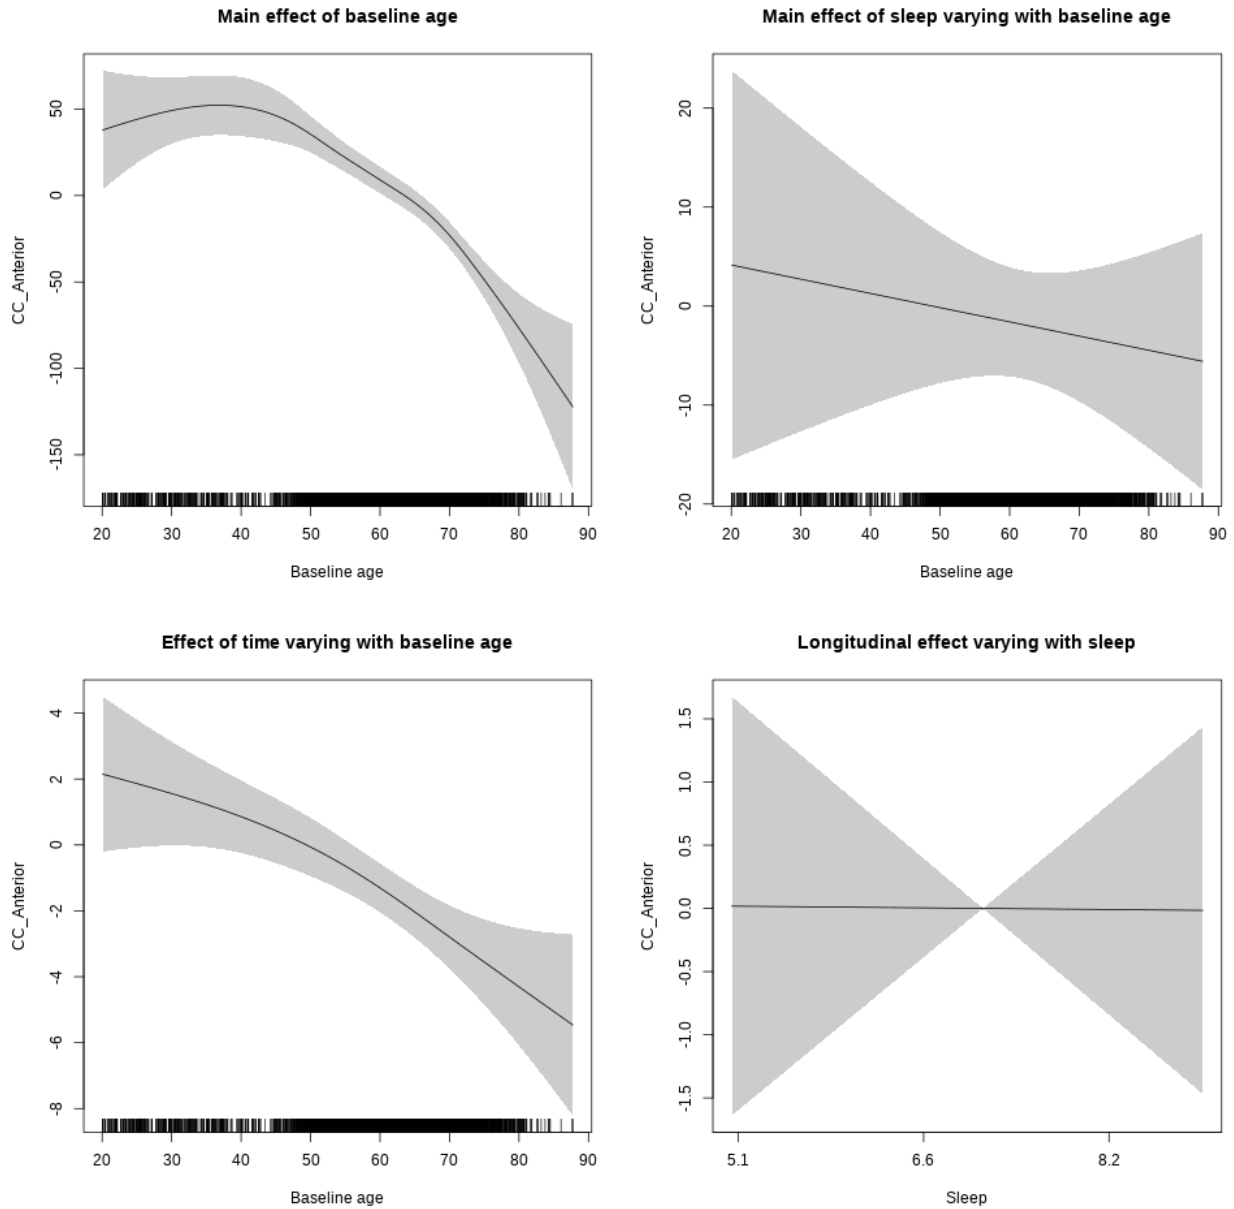 Main effect of baseline age
CC_Anterior
50
0
-50
-100
-150
20 30 40 50 60 70 80 90
Baseline age
Main effect of sleep varying with baseline age
CC_Anterior
20
10
0
-10
-20
20 30 40 50 60 70 80 90
Baseline age
Effect of time varying with baseline age
CC_Anterior
4
2
0
-2
-4
-6
-8
20 30 40 50 60 70 80 90
Baseline age
Longitudinal effect varying with sleep
CC_Anterior
1.5
1.0
0.5
0.0
-0.5
-1.0
-1.5
5.1 6.6 8.2
Sleep